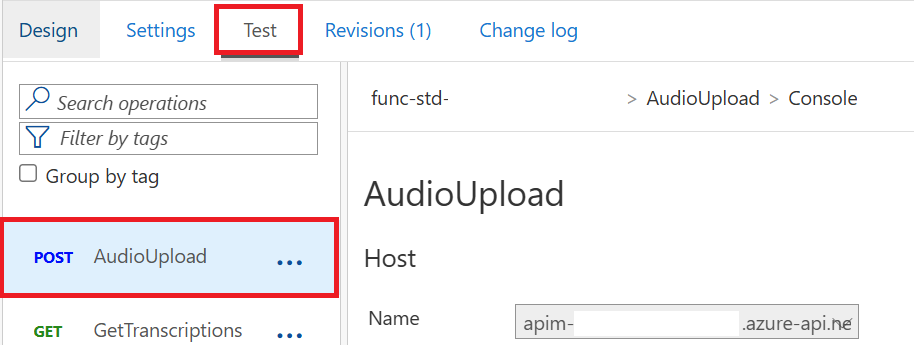 Design Settings Test Revisions (1) Change log
Search operations
Filter by tags
Group by tag
POST AudioUpload ...
GET GetTranscriptions ...
func-std- > AudioUpload > Console
AudioUpload
Host
Name apim- .azure-api.ne